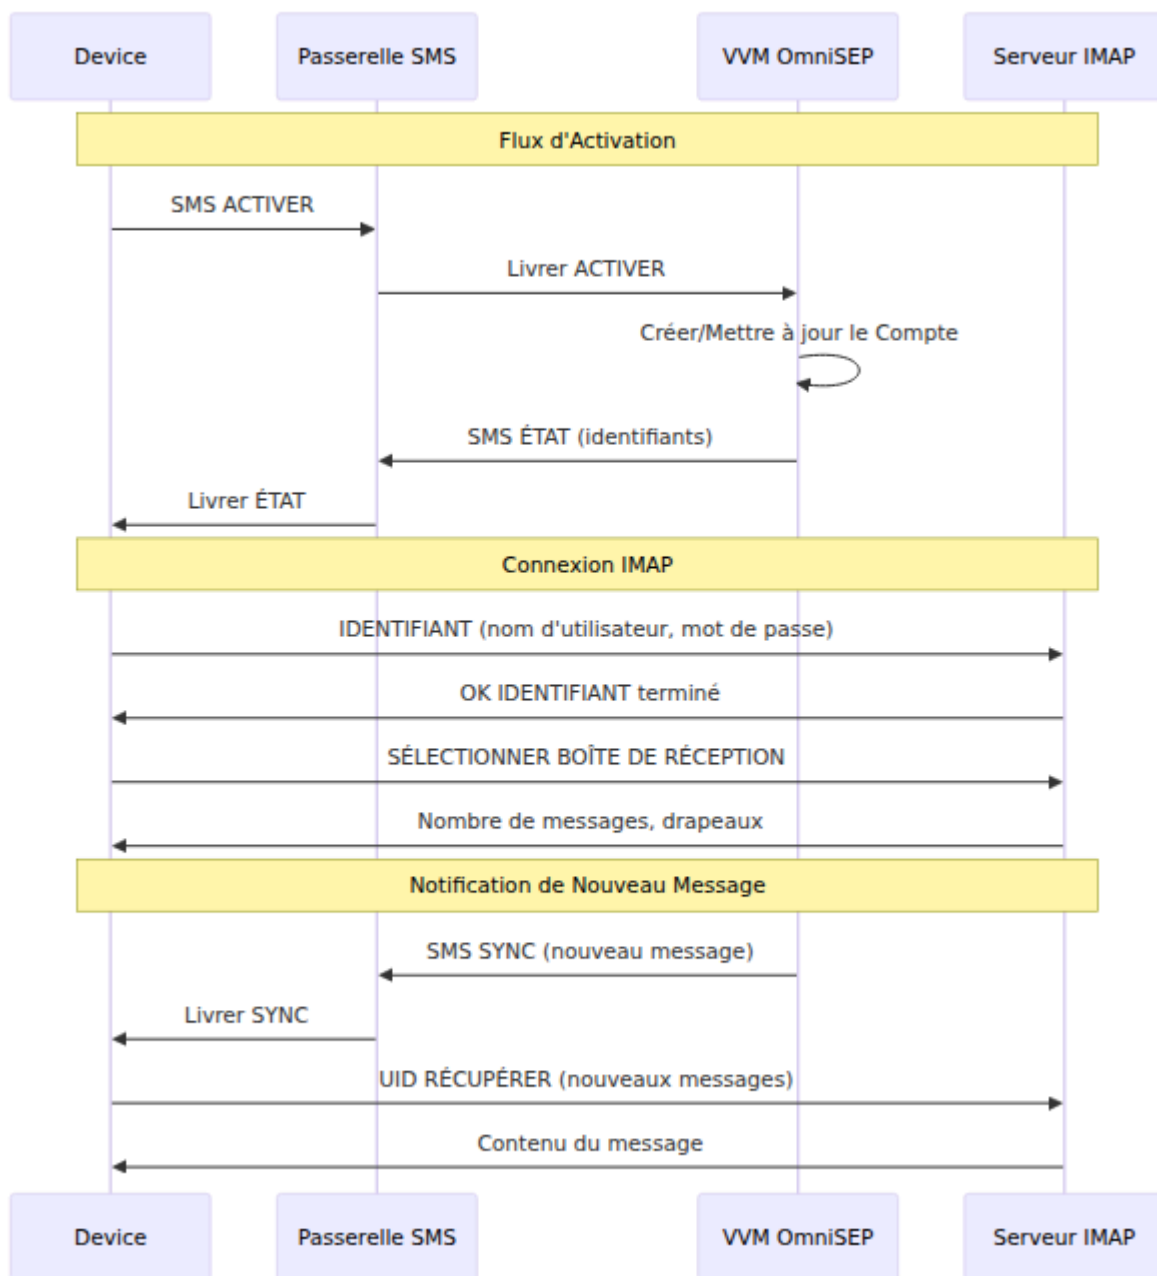 Device
Passerelle SMS
VVM OmniSEP
Serveur IMAP
Flux d'Activation
SMS ACTIVER
Livrer ACTIVER
Créer/Mettre à jour le Compte
SMS ÉTAT (identifiants)
Livrer ÉTAT
Connexion IMAP
IDENTIFIANT (nom d'utilisateur, mot de passe)
OK IDENTIFIANT terminé
SÉLECTIONNER BOÎTE DE RÉCEPTION
Nombre de messages, drapeaux
Notification de Nouveau Message
SMS SYNC (nouveau message)
Livrer SYNC
UID RÉCUPÉRER (nouveaux messages)
Contenu du message
Device
Passerelle SMS
VVM OmniSEP
Serveur IMAP